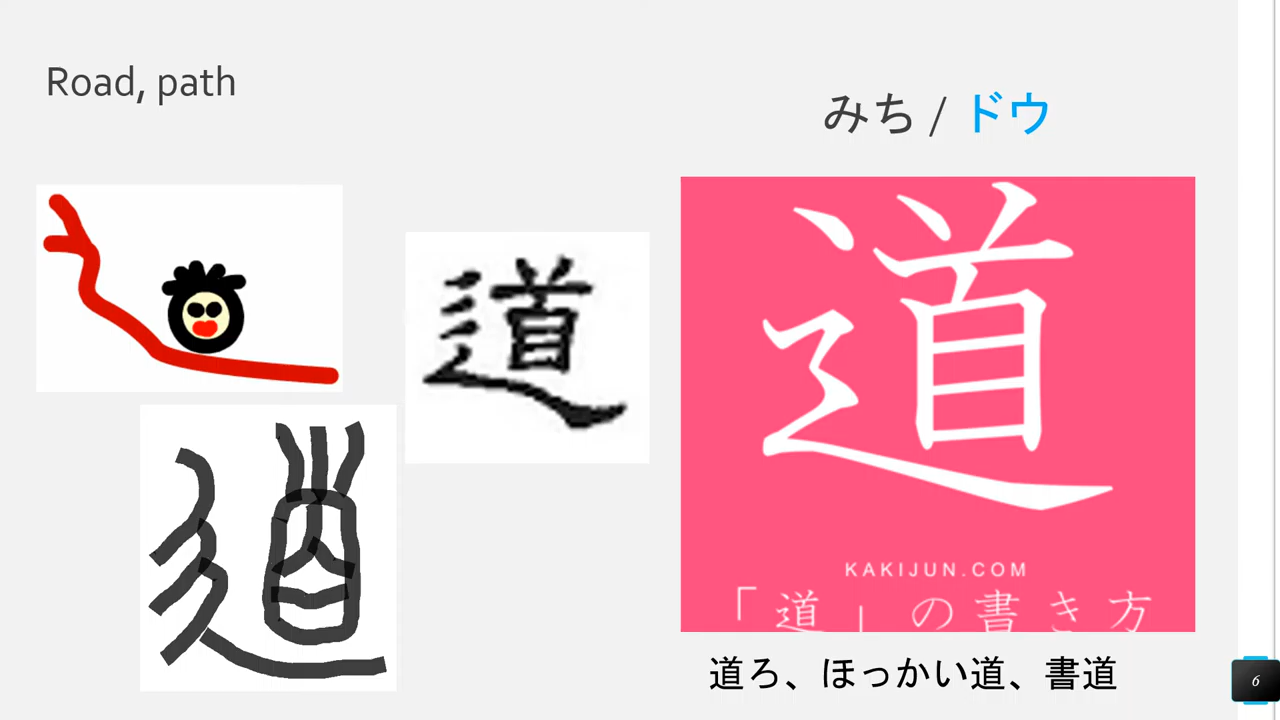 Road, path
みち / ドウ
道
道
道
KAKIJUN.COM
「道」の書き方
道ろ、ほっかい道、書道
6